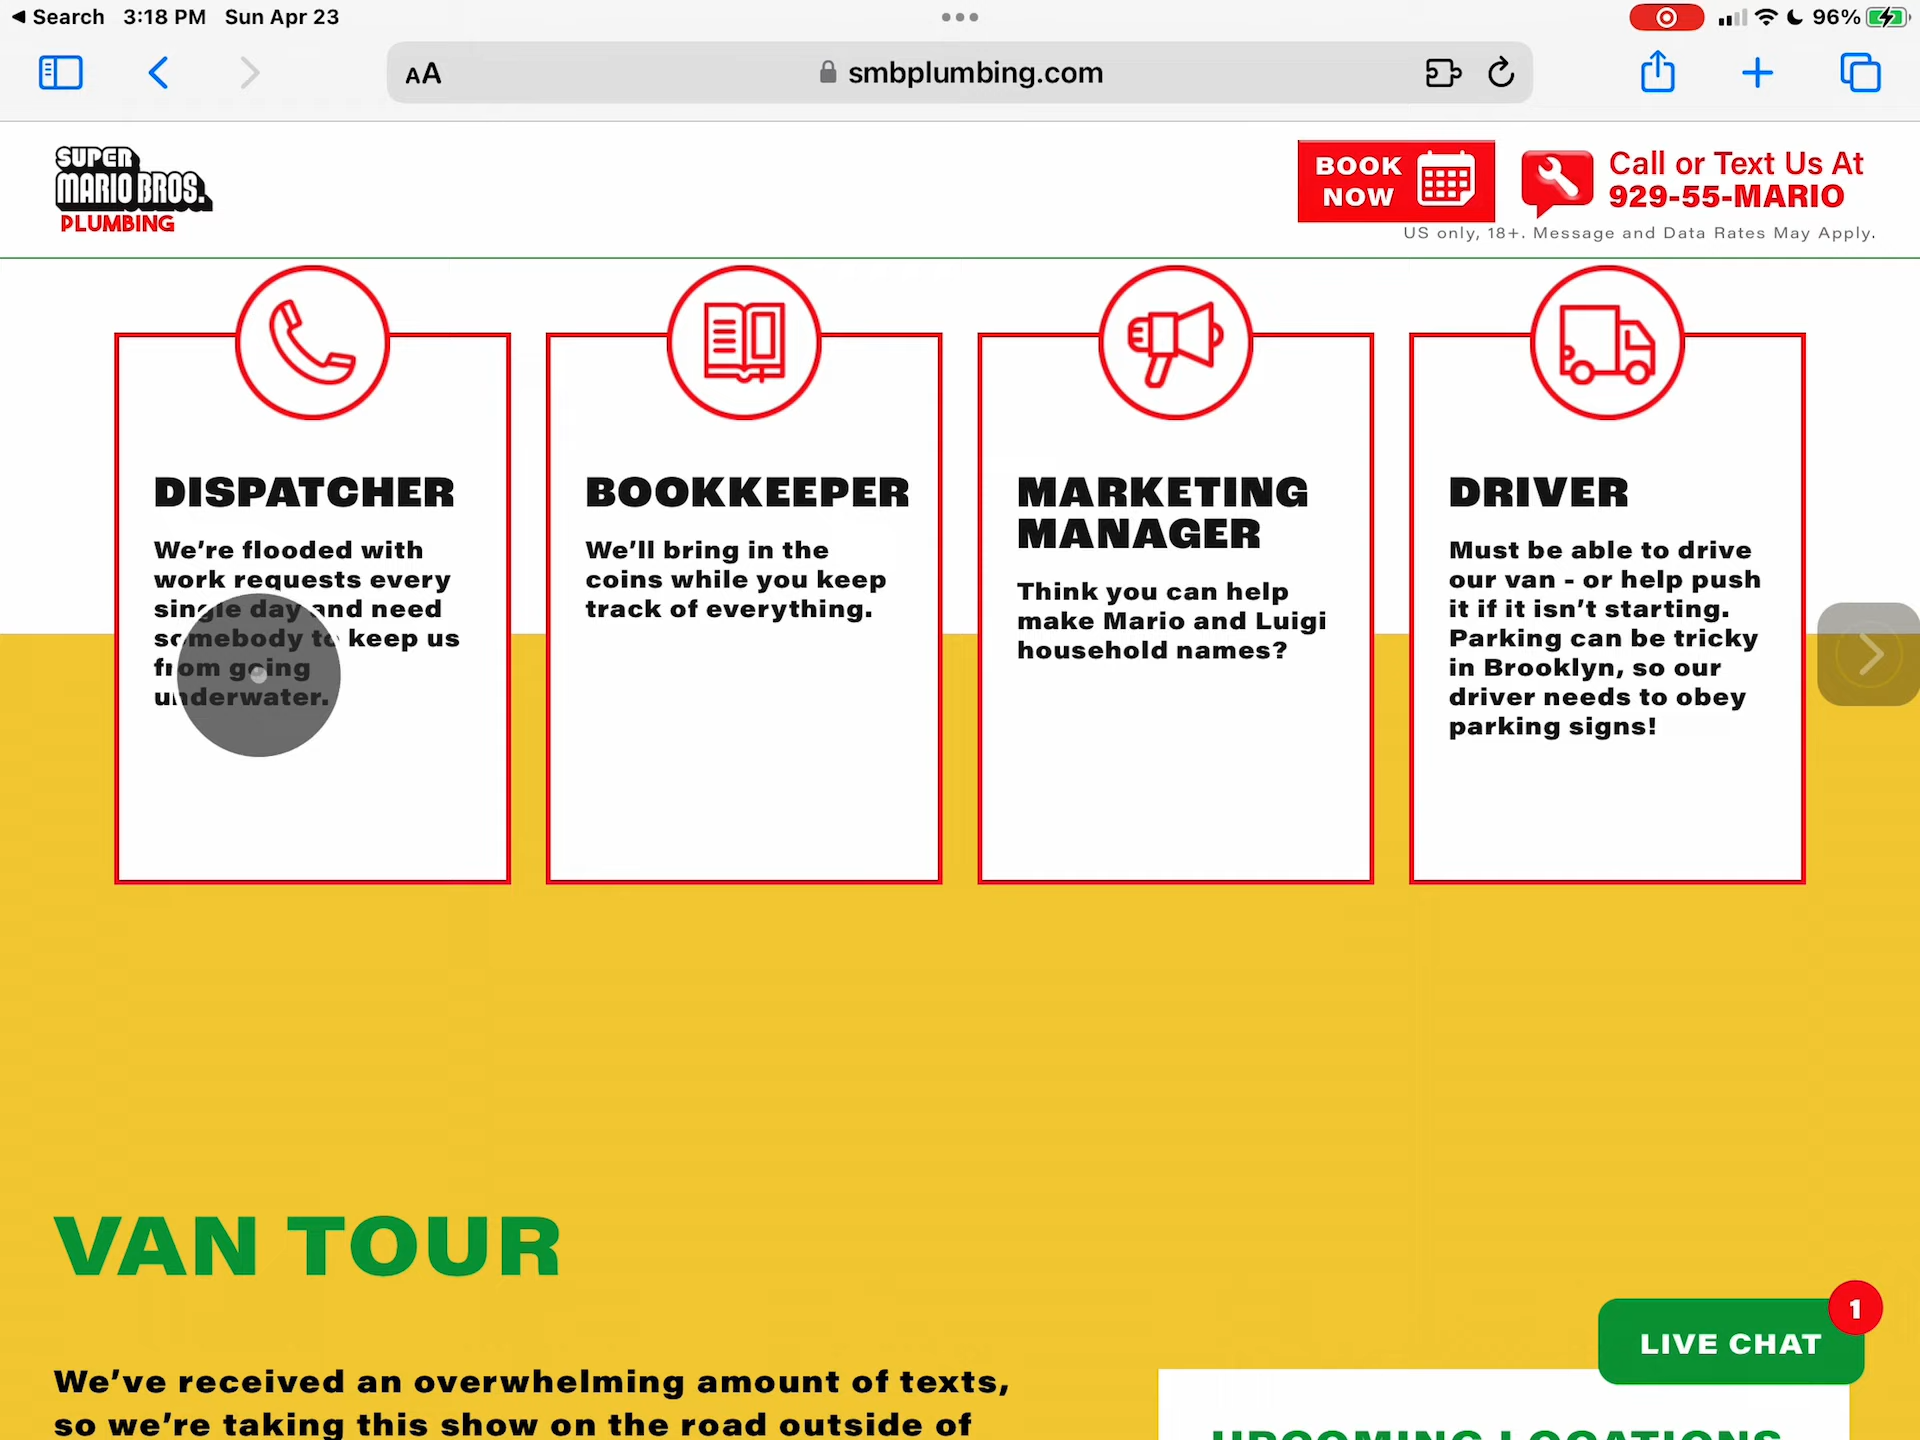 Search 3:18 PM Sun Apr 23
96%
AA
smbplumbing.com
SUPER
MARIO BROS.
PLUMBING
BOOK
NOW
Call or Text Us At
929-55-MARIO
US only, 18+. Message and Data Rates May Apply.
DISPATCHER
We're flooded with
work requests every
single day and need
somebody to keep us
from going
underwater.
BOOKKEEPER
We'll bring in the
coins while you keep
track of everything.
MARKETING
MANAGER
Think you can help
make Mario and Luigi
household names?
DRIVER
Must be able to drive
our van - or help push
it if it isn't starting.
Parking can be tricky
in Brooklyn, so our
driver needs to obey
parking signs!
VAN TOUR
We've received an overwhelming amount of texts,
so we're taking this show on the road outside of
1
LIVE CHAT
UPCOMING LOCATIONS